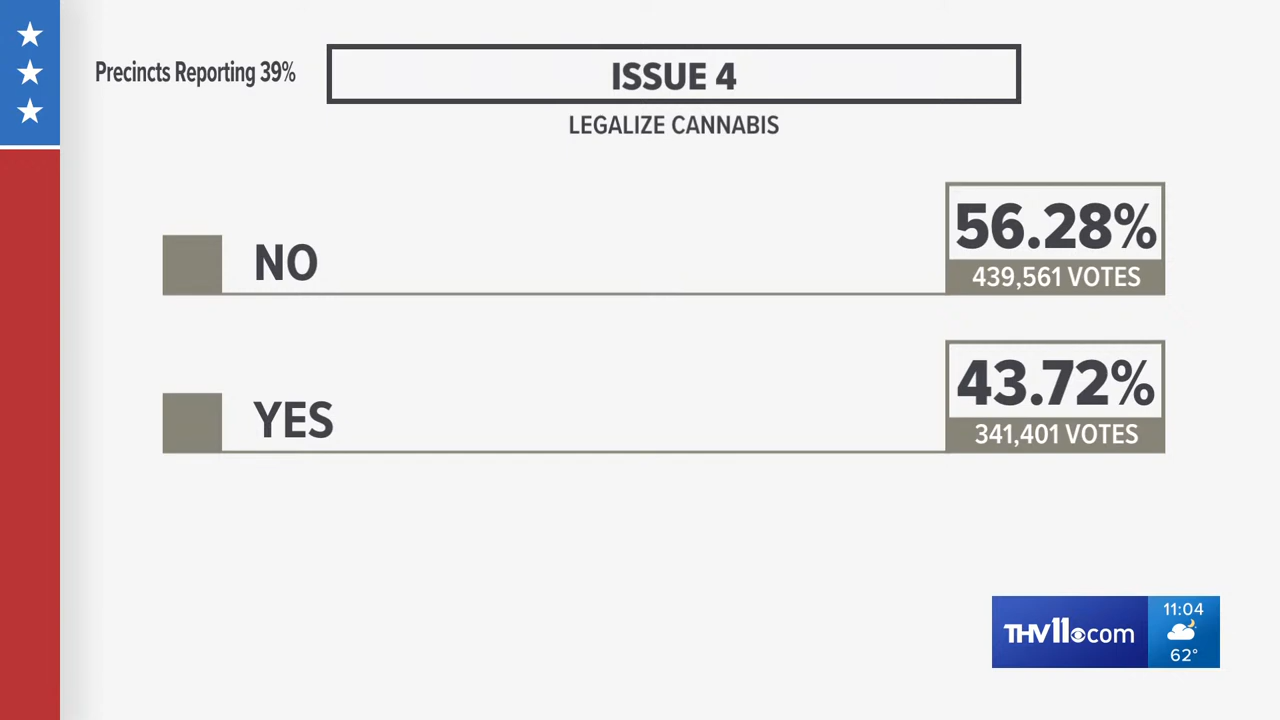 Precincts Reporting 39%
ISSUE 4
LEGALIZE CANNABIS
NO
56.28%
439,561 VOTES
YES
43.72%
341,401 VOTES
THV11.com
11:04
62°